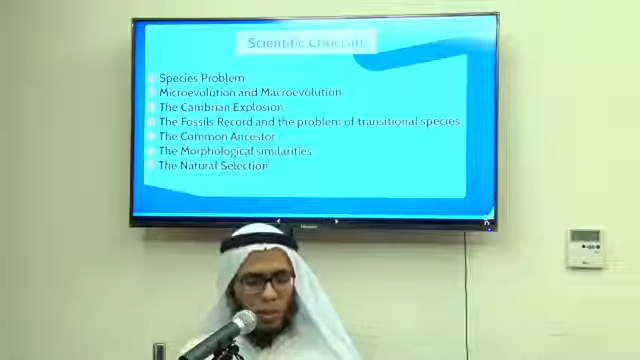 Scientific Criticism
Species Problem
Microevolution and Macroevolution
The Cambrian Explosion
The Fossils Record and the problem of transitional species
The Common Ancestor
The Morphological similarities
The Natural Selection